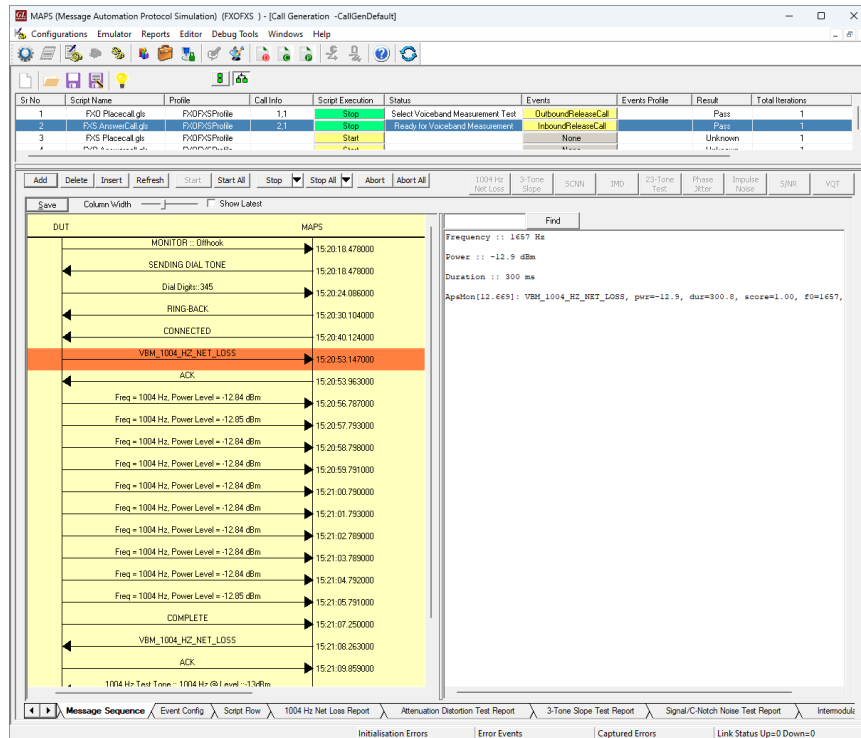 MAPS (Message Automation Protocol Simulation) (FXOFXS ) - [Call Generation -CallGenDefault]
Configurations Emulator Reports Editor Debug Tools Windows Help
Sr No Script Name Profile Call Info Script Execution Status Events Events Profile Result Total Iterations
1 FXO Placecall.gls FXOFXSProfile 1,1 Stop Select Voiceband Measurement Test OutboundReleaseCall Pass 1
2 FXS AnswerCall.gls FXOFXSProfile 2,1 Stop Ready for Voiceband Measurement InboundReleaseCall Pass 1
3 FXS Placecall.gls FXOFXSProfile Start None Unknown 1
Add Delete Insert Refresh Start Start All Stop Stop All Abort Abort All 1004 Hz Net Loss 3-Tone Slope SCNN IMD 23-Tone Test Phase Jitter Impulse Noise S/NR VQT
Save Column Width Show Latest
Find
DUT MAPS
MONITOR :: Offhook
15:20:18.478000
SENDING DIAL TONE
15:20:18.478000
Dial Digits::345
15:20:24.086000
RING-BACK
15:20:30.104000
CONNECTED
15:20:40.124000
VBM_1004_HZ_NET_LOSS
15:20:53.147000
ACK
15:20:53.963000
Freq = 1004 Hz, Power Level = -12.84 dBm
15:20:56.787000
Freq = 1004 Hz, Power Level = -12.85 dBm
15:20:57.793000
Freq = 1004 Hz, Power Level = -12.84 dBm
15:20:58.798000
Freq = 1004 Hz, Power Level = -12.84 dBm
15:20:59.791000
Freq = 1004 Hz, Power Level = -12.84 dBm
15:21:00.790000
Freq = 1004 Hz, Power Level = -12.84 dBm
15:21:01.793000
Freq = 1004 Hz, Power Level = -12.84 dBm
15:21:02.789000
Freq = 1004 Hz, Power Level = -12.84 dBm
15:21:03.789000
Freq = 1004 Hz, Power Level = -12.84 dBm
15:21:04.792000
Freq = 1004 Hz, Power Level = -12.85 dBm
15:21:05.791000
COMPLETE
15:21:07.250000
VBM_1004_HZ_NET_LOSS
15:21:08.263000
ACK
15:21:09.859000
1004 Hz Test Tone :: 1004 Hz @ Level ::-13dBm
Frequency :: 1657 Hz
Power :: -12.9 dBm
Duration :: 300 ms
ApsMon[12.669]: VBM_1004_HZ_NET_LOSS, pwr=-12.9, dur=300.8, score=1.00, f0=1657,
Message Sequence Event Config Script Flow 1004 Hz Net Loss Report Attenuation Distortion Test Report 3-Tone Slope Test Report Signal/C-Notch Noise Test Report Intermodula
Initialisation Errors Error Events Captured Errors Link Status Up=0 Down=0